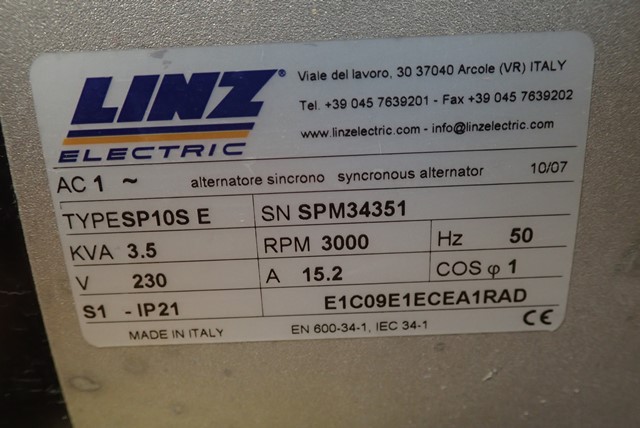 LINZ®
ELECTRIC
Viale del lavoro, 30 37040 Arcole (VR) ITALY
Tel. +39 045 7639201 - Fax +39 045 7639202
www.linzelectric.com - info@linzelectric.com
AC 1 ~ alternatore sincrono syncronous alternator 10/07
TYPE SP10S E SN SPM34351
KVA 3.5 RPM 3000 Hz 50
V 230 A 15.2 COS φ 1
S1 - IP21 E1C09E1ECEA1RAD
MADE IN ITALY EN 600-34-1, IEC 34-1 CE